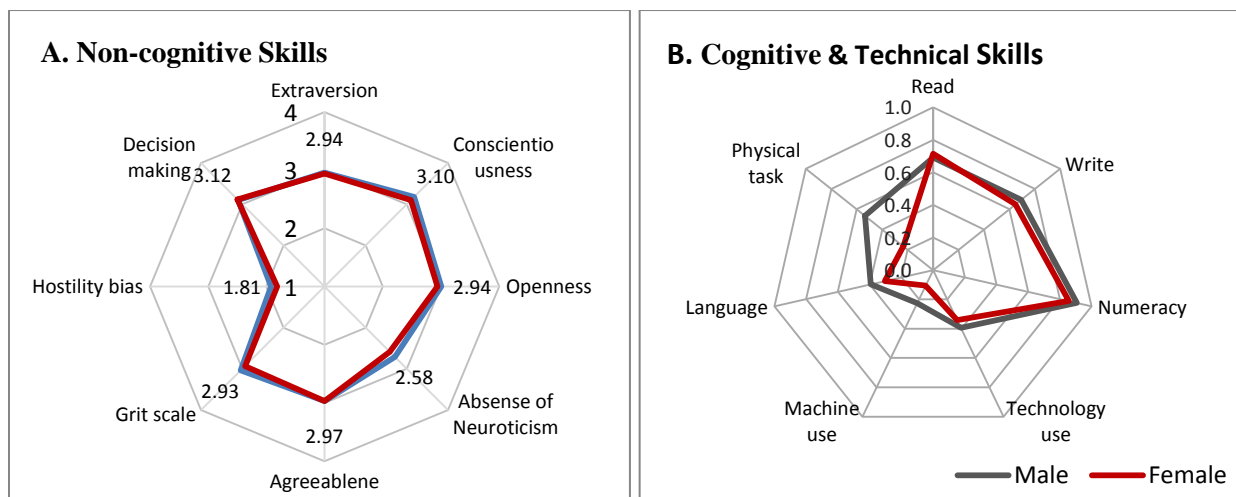 A. Non-cognitive Skills
Extraversion
4
2.94
Decision
making
3.12
Conscientio
usness
3.10
3
2
Hostility bias
1.81
1
2.94
Openness
2.58
2.93
Grit scale
Absense of
Neuroticism
2.97
Agreeablene
B. Cognitive & Technical Skills
Read
1.0
0.8
Physical
task
Write
0.6
0.4
0.2
0.0
Language
Numeracy
Machine
use
Technology
use
Male
Female